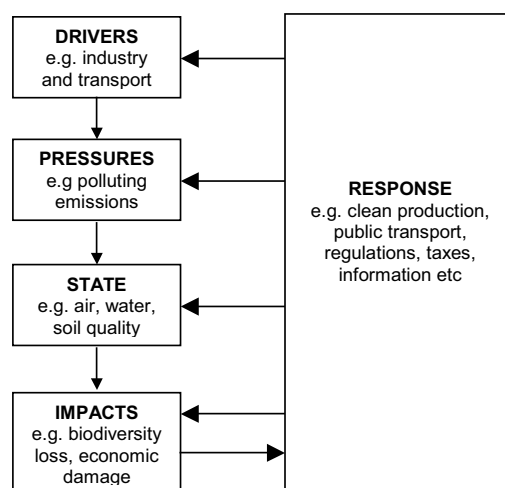 DRIVERS
e.g. industry
and transport
PRESSURES
e.g polluting
emissions
STATE
e.g. air, water,
soil quality
IMPACTS
e.g. biodiversity
loss, economic
damage
RESPONSE
e.g. clean production,
public transport,
regulations, taxes,
information etc